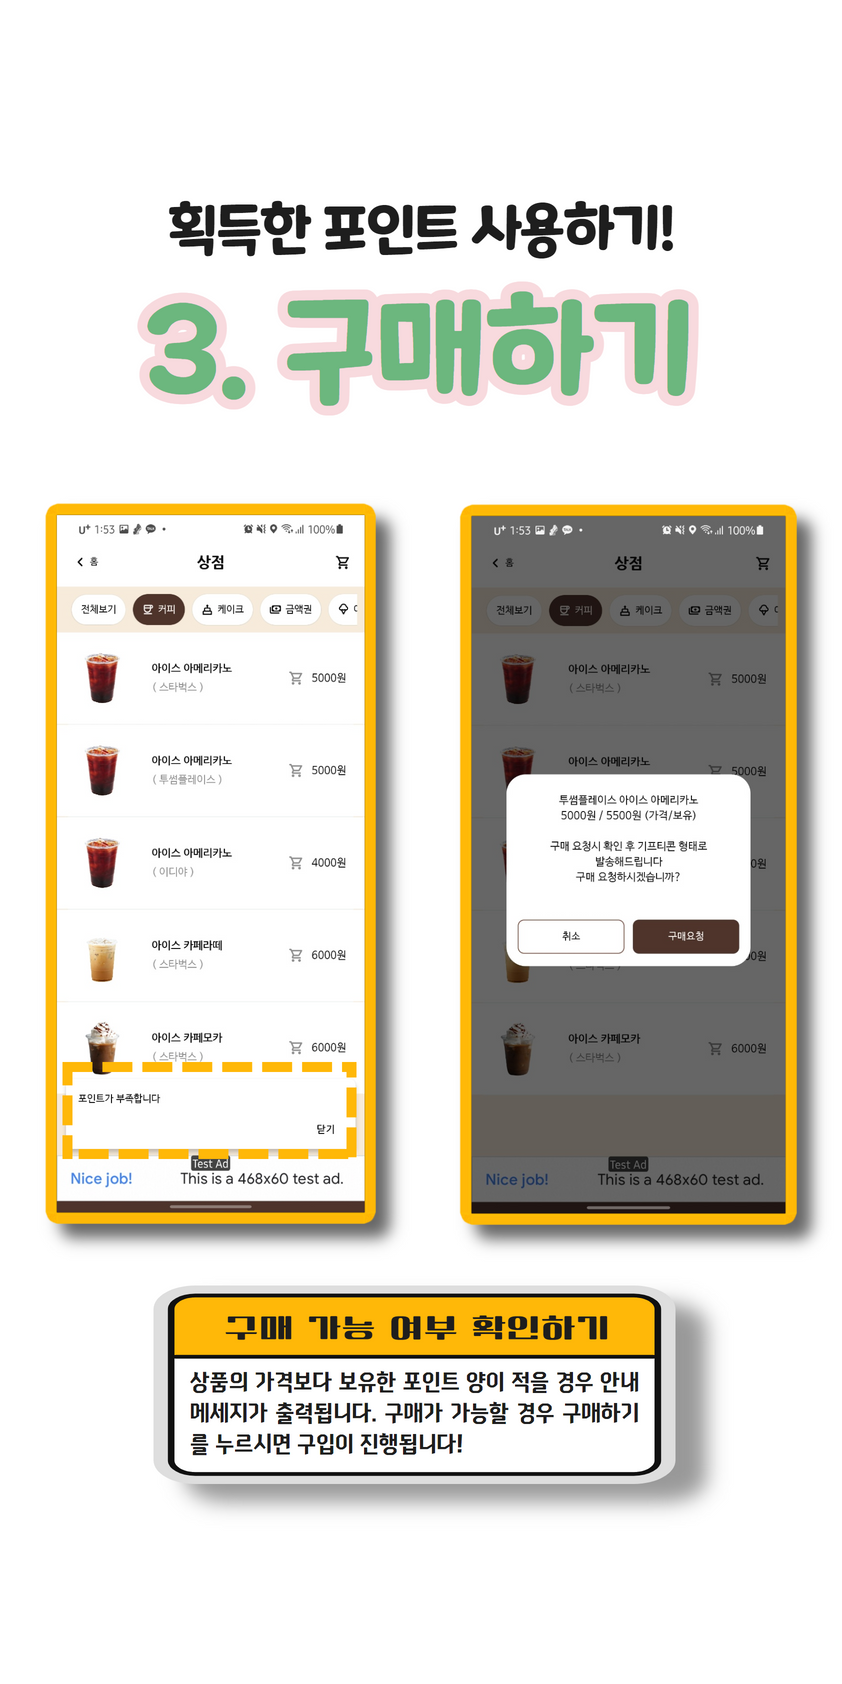 획득한 포인트 사용하기!
3. 구매하기
U+ 1:53
100%
홈
상점
전체보기
커피
케이크
금액권
아이스 아메리카노
( 스타벅스 )
5000원
아이스 아메리카노
( 투썸플레이스 )
5000원
아이스 아메리카노
( 이디야 )
4000원
아이스 카페라떼
( 스타벅스 )
6000원
아이스 카페모카
( 스타벅스 )
6000원
포인트가 부족합니다
닫기
Test Ad
Nice job!
This is a 468x60 test ad.
U+ 1:53
100%
홈
상점
전체보기
커피
케이크
금액권
아이스 아메리카노
( 스타벅스 )
5000원
아이스 아메리카노
5000원
투썸플레이스 아이스 아메리카노
5000원 / 5500원 (가격/보유)
구매 요청시 확인 후 기프티콘 형태로
발송해드립니다
구매 요청하시겠습니까?
취소
구매요청
아이스 카페모카
( 스타벅스 )
6000원
Test Ad
Nice job!
This is a 468x60 test ad.
구매 가능 여부 확인하기
상품의 가격보다 보유한 포인트 양이 적을 경우 안내
메세지가 출력됩니다. 구매가 가능할 경우 구매하기
를 누르시면 구입이 진행됩니다!